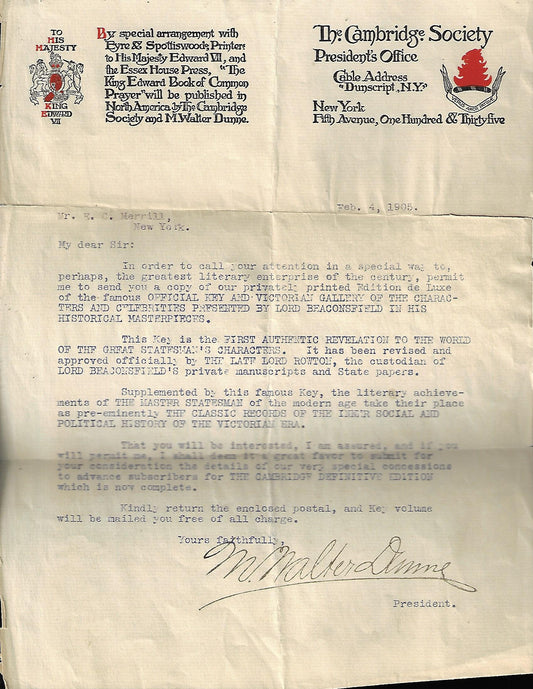 TO
HIS
MAJESTY
KING
EDWARD
VII
By special arrangement with
Eyre & Spottiswoode, Printers
to His Majesty Edward VII, and
the Essex House Press, "The
King Edward Book of Common
Prayer" will be published in
North America by The Cambridge
Society and M. Walter Dunne.
The Cambridge Society
President's Office
Cable Address
"Dunscript, N.Y."
New York
Fifth Avenue, One Hundred & Thirty five
Feb. 4, 1905.
Mr. E. C. Merrill,
New York.
My dear Sir:
In order to call your attention in a special way to,
perhaps, the greatest literary enterprise of the century, permit
me to send you a copy of our privately printed Edition de Luxe
of the famous OFFICIAL KEY AND VICTORIAN GALLERY OF THE CHARAC-
TERS AND CELEBRITIES PRESENTED BY LORD BEACONSFIELD IN HIS
HISTORICAL MASTERPIECES.
This Key is the FIRST AUTHENTIC REVELATION TO THE WORLD
OF THE GREAT STATESMAN'S CHARACTERS. It has been revised and
approved officially by THE LATE LORD ROWTON, the custodian of
LORD BEACONSFIELD'S private manuscripts and State papers.
Supplemented by this famous Key, the literary achieve-
ments of THE MASTER STATESMAN of the modern age take their place
as pre-eminently THE CLASSIC RECORDS OF THE INNER SOCIAL AND
POLITICAL HISTORY OF THE VICTORIAN ERA.
That you will be interested, I am assured, and if you
will permit me, I shall deem it a great favor to submit for
your consideration the details of our very special concessions
to advance subscribers for THE CAMBRIDGE DEFINITIVE EDITION
which is now complete.
Kindly return the enclosed postal, and Key volume
will be mailed you free of all charge.
Yours faithfully,
M. Walter Dunne
President.